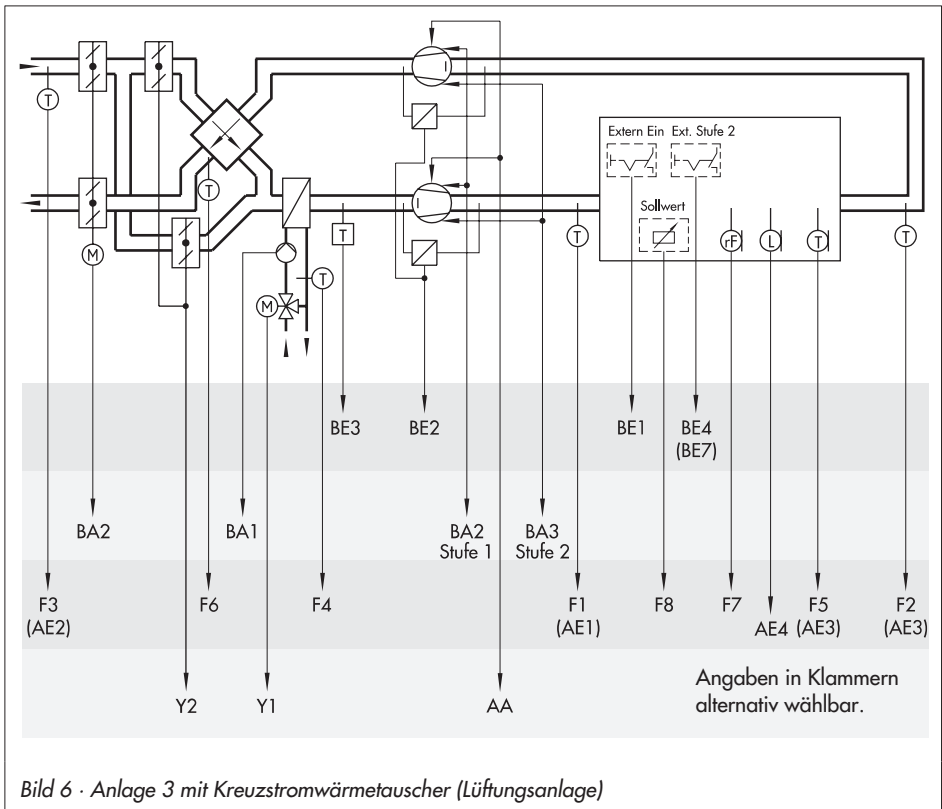 T
I
Extern Ein Ext. Stufe 2
I
Sollwert
T
M
T
T
rF
L
T
T
T
M
BE3 BE2 BE1 BE4
(BE7)
BA2 BA1 BA2 BA3
Stufe 1 Stufe 2
F3 F6 F4 F1 F8 F7 AE4 F5 F2
(AE2) (AE1) (AE3) (AE3)
Y2 Y1 AA
Angaben in Klammern
alternativ wählbar.
Bild 6 · Anlage 3 mit Kreuzstromwärmetauscher (Lüftungsanlage)